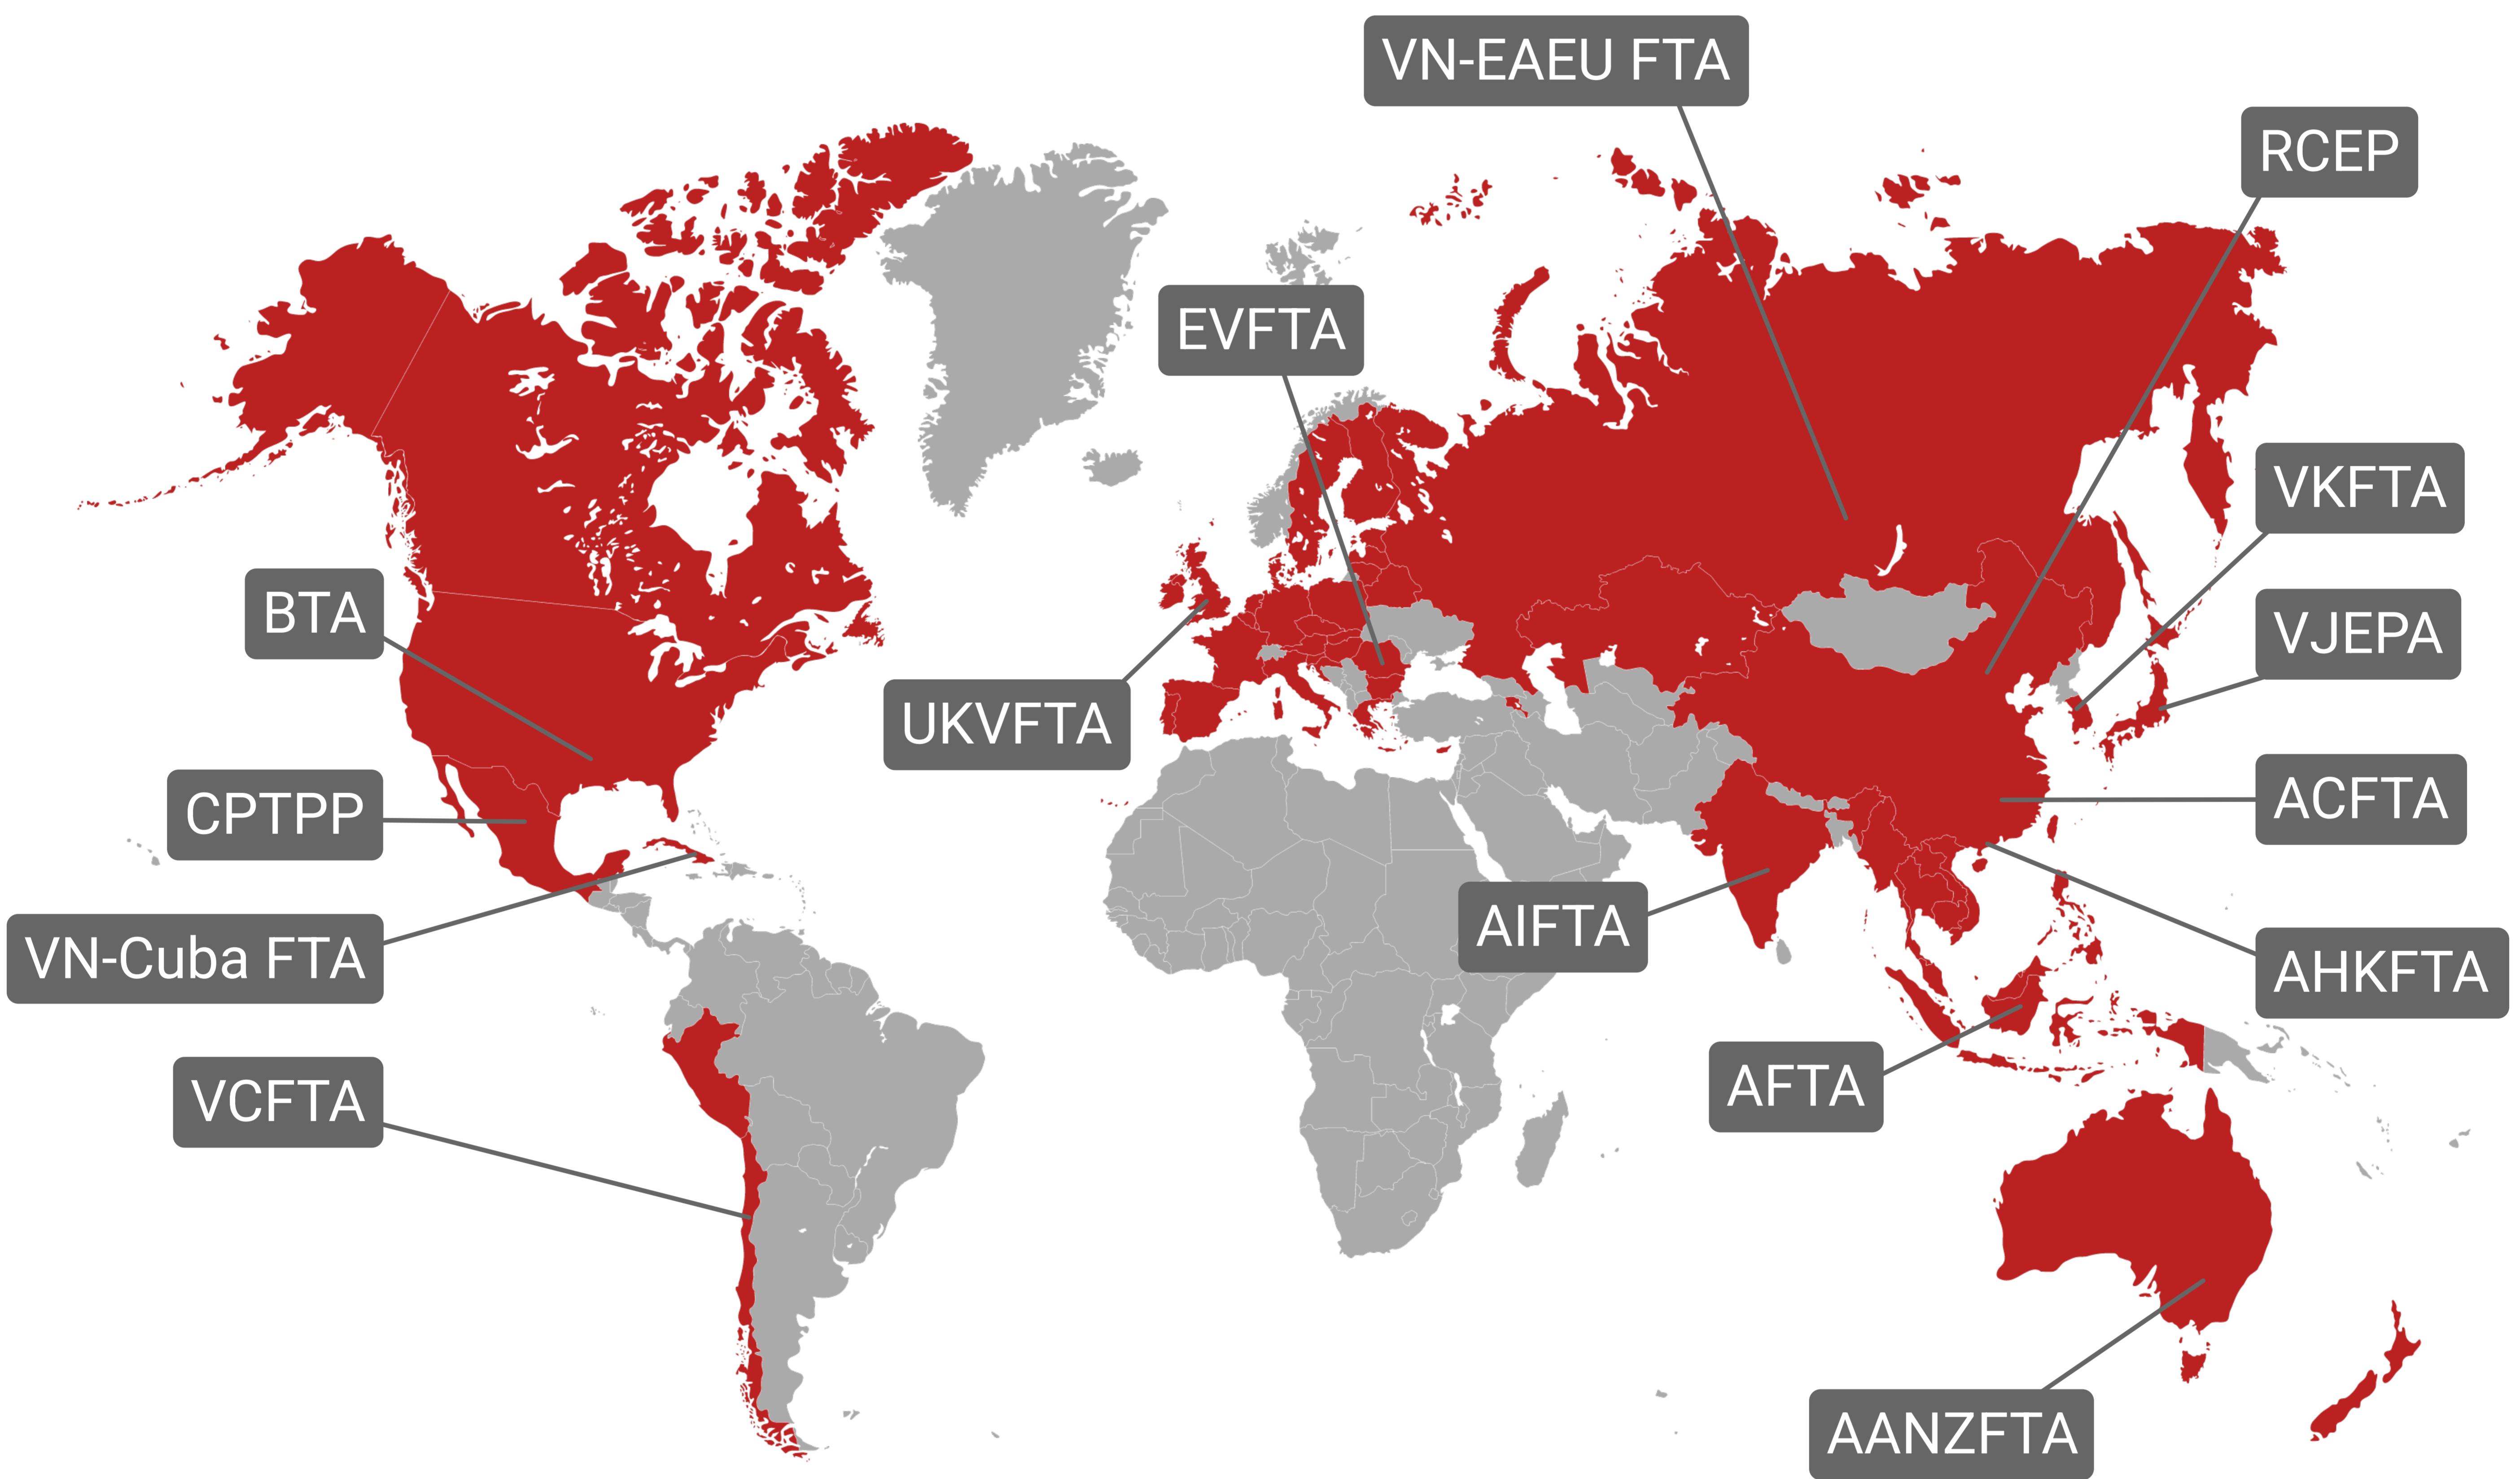 VN-EAEU FTA
RCEP
EVFTA
VKFTA
BTA
VJEPA
UKVFTA
CPTPP
ACFTA
AIFTA
VN-Cuba FTA
AHKFTA
VCFTA
AFTA
AANZFTA